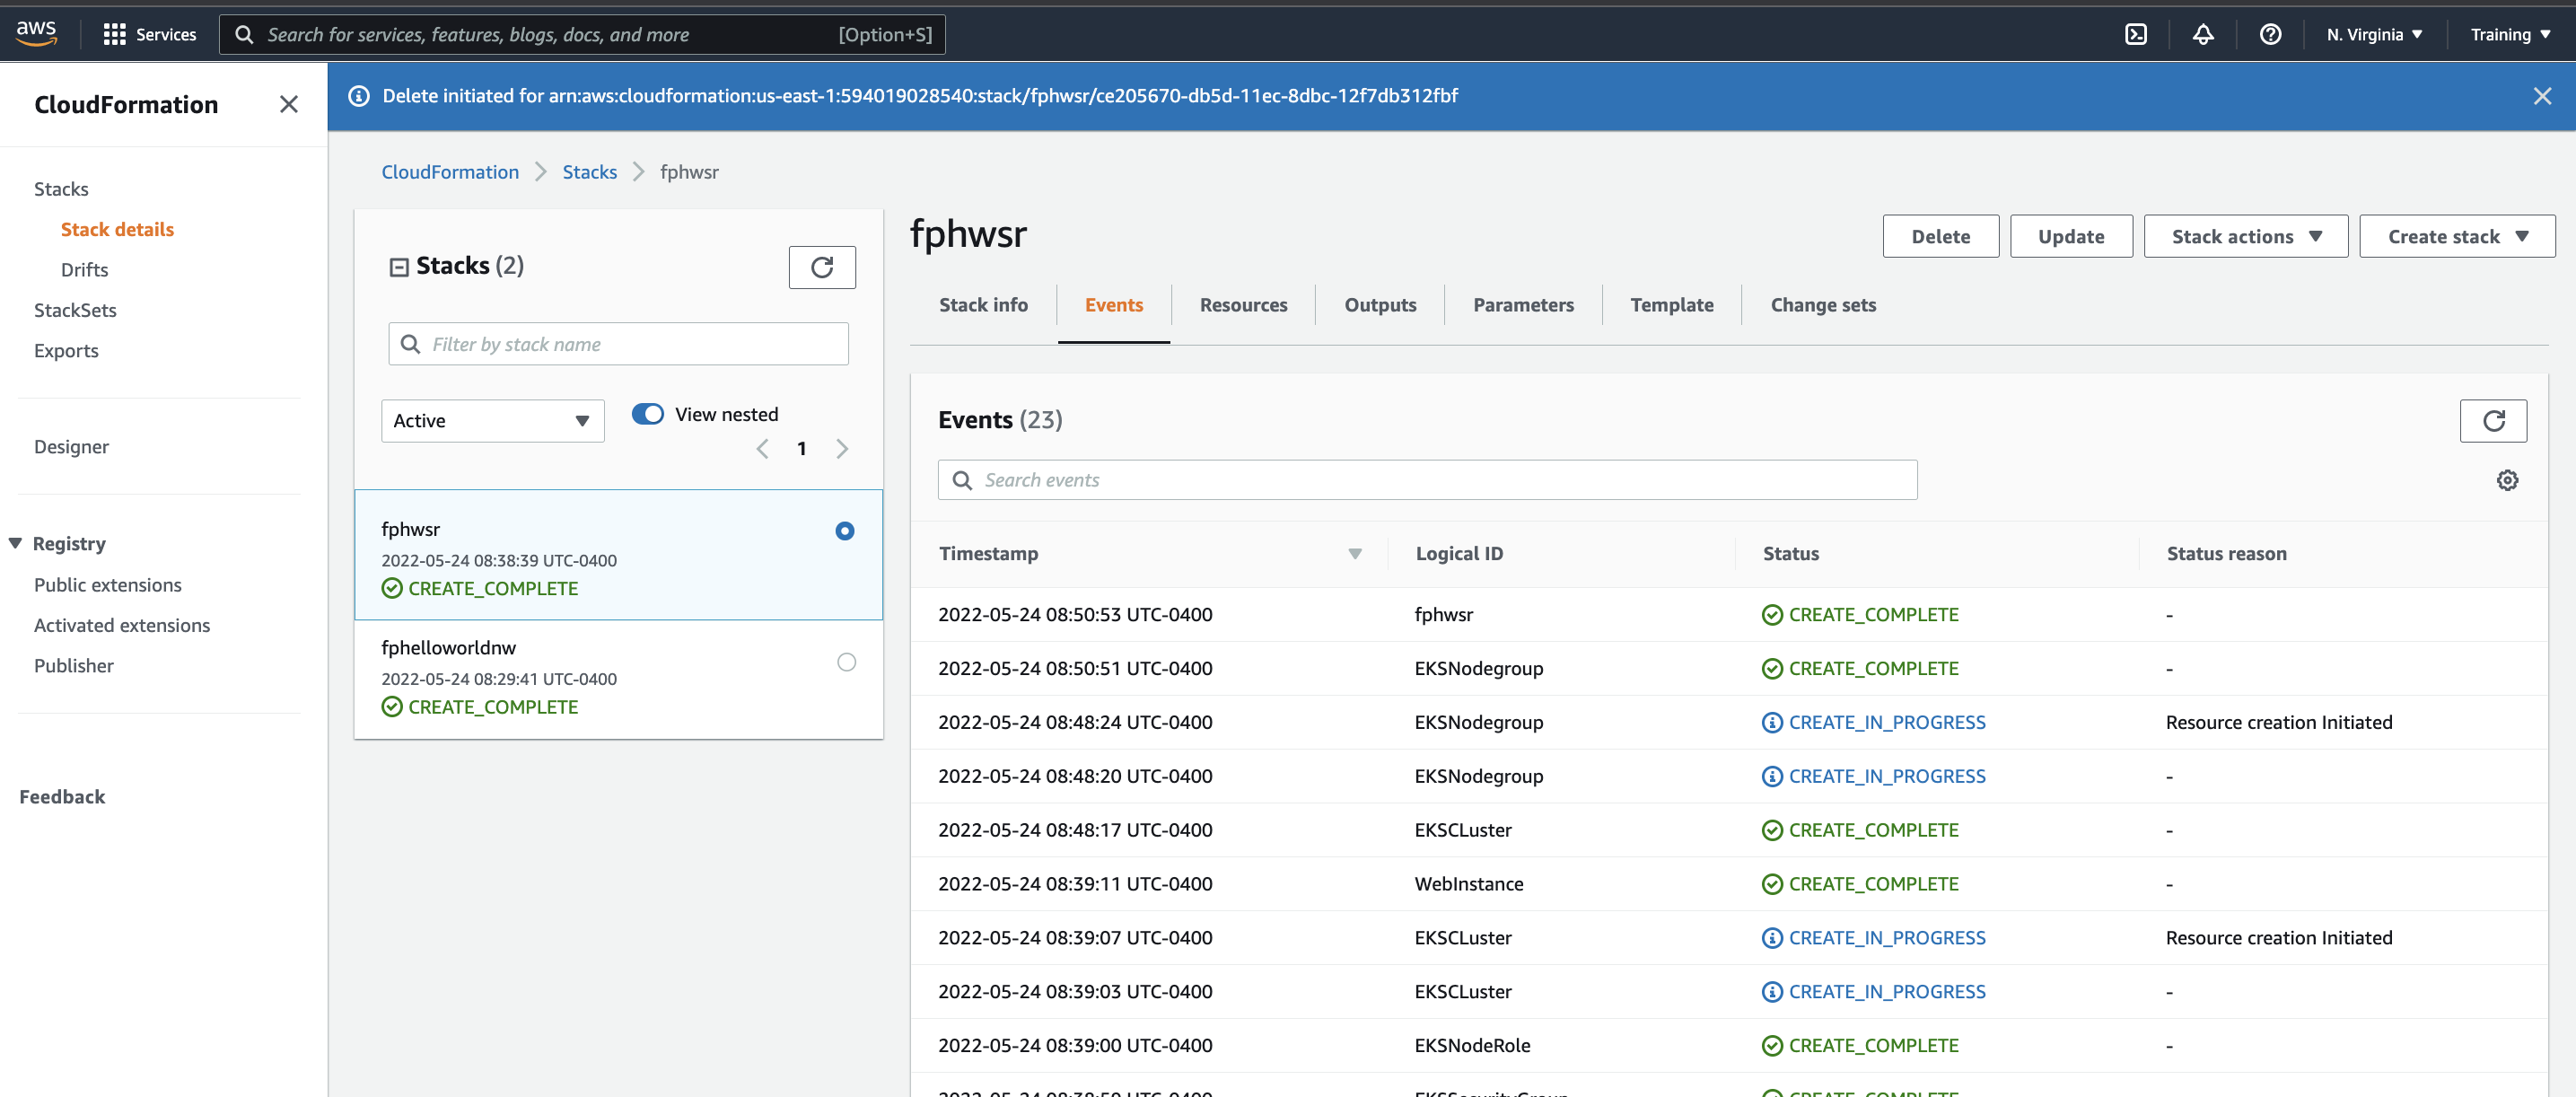 aws
Services
Search for services, features, blogs, docs, and more
[Option+S]
N. Virginia
Training
CloudFormation
Stacks
Stack details
Drifts
StackSets
Exports
Designer
Registry
Public extensions
Activated extensions
Publisher
Feedback
Delete initiated for arn:aws:cloudformation:us-east-1:594019028540:stack/fphwsr/ce205670-db5d-11ec-8dbc-12f7db312fbf
CloudFormation > Stacks > fphwsr
Stacks (2)
Filter by stack name
Active
View nested
1
fphwsr
2022-05-24 08:38:39 UTC-0400
CREATE_COMPLETE
fphelloworldnw
2022-05-24 08:29:41 UTC-0400
CREATE_COMPLETE
fphwsr
Delete
Update
Stack actions
Create stack
Stack info
Events
Resources
Outputs
Parameters
Template
Change sets
Events (23)
Search events
Timestamp Logical ID Status Status reason
2022-05-24 08:50:53 UTC-0400 fphwsr CREATE_COMPLETE -
2022-05-24 08:50:51 UTC-0400 EKSNodegroup CREATE_COMPLETE -
2022-05-24 08:48:24 UTC-0400 EKSNodegroup CREATE_IN_PROGRESS Resource creation Initiated
2022-05-24 08:48:20 UTC-0400 EKSNodegroup CREATE_IN_PROGRESS -
2022-05-24 08:48:17 UTC-0400 EKSCLuster CREATE_COMPLETE -
2022-05-24 08:39:11 UTC-0400 WebInstance CREATE_COMPLETE -
2022-05-24 08:39:07 UTC-0400 EKSCLuster CREATE_IN_PROGRESS Resource creation Initiated
2022-05-24 08:39:03 UTC-0400 EKSCLuster CREATE_IN_PROGRESS -
2022-05-24 08:39:00 UTC-0400 EKSNodeRole CREATE_COMPLETE -